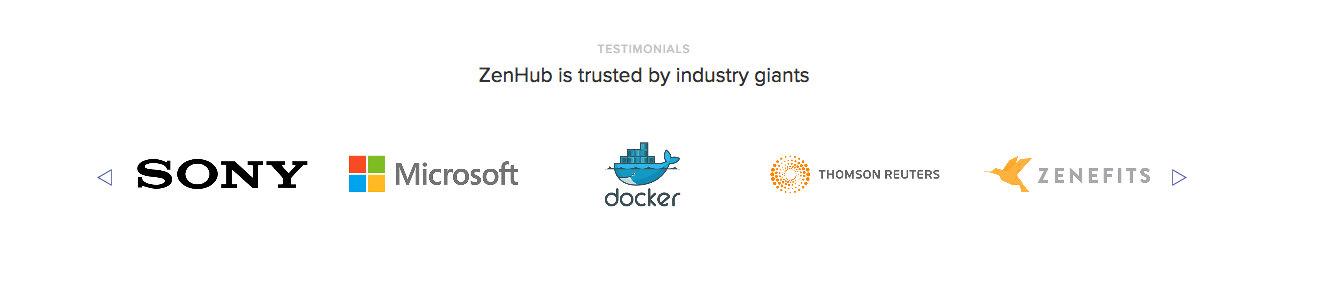 TESTIMONIALS
ZenHub is trusted by industry giants
SONY
Microsoft
docker
THOMSON REUTERS
ZENEFITS